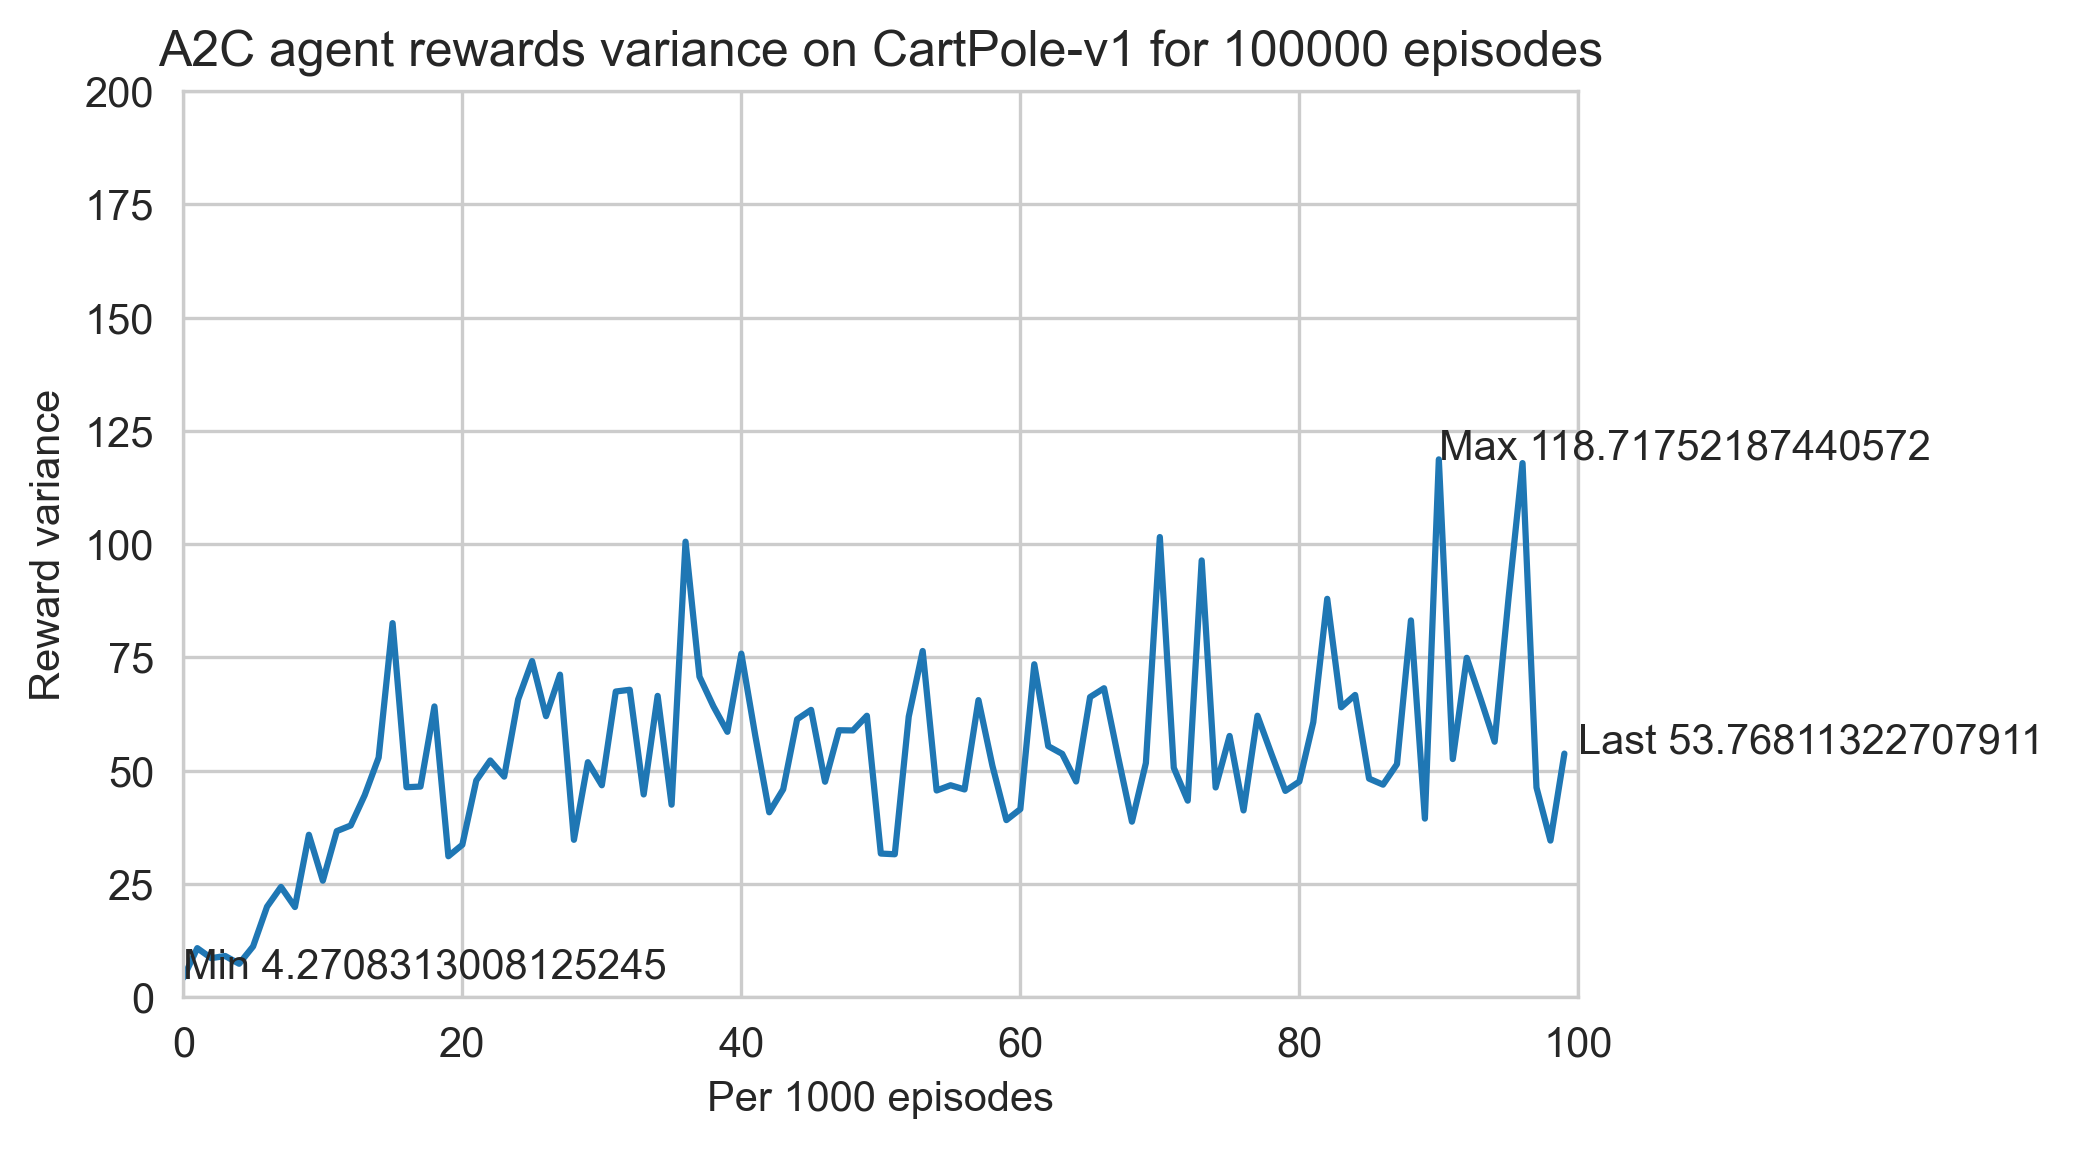 A2C agent rewards variance on CartPole-v1 for 100000 episodes
200
175
150
125
100
75
50
25
0
Reward variance
Max 118.71752187440572
Last 53.76811322707911
Min 4.2708313008125245
0 20 40 60 80 100
Per 1000 episodes